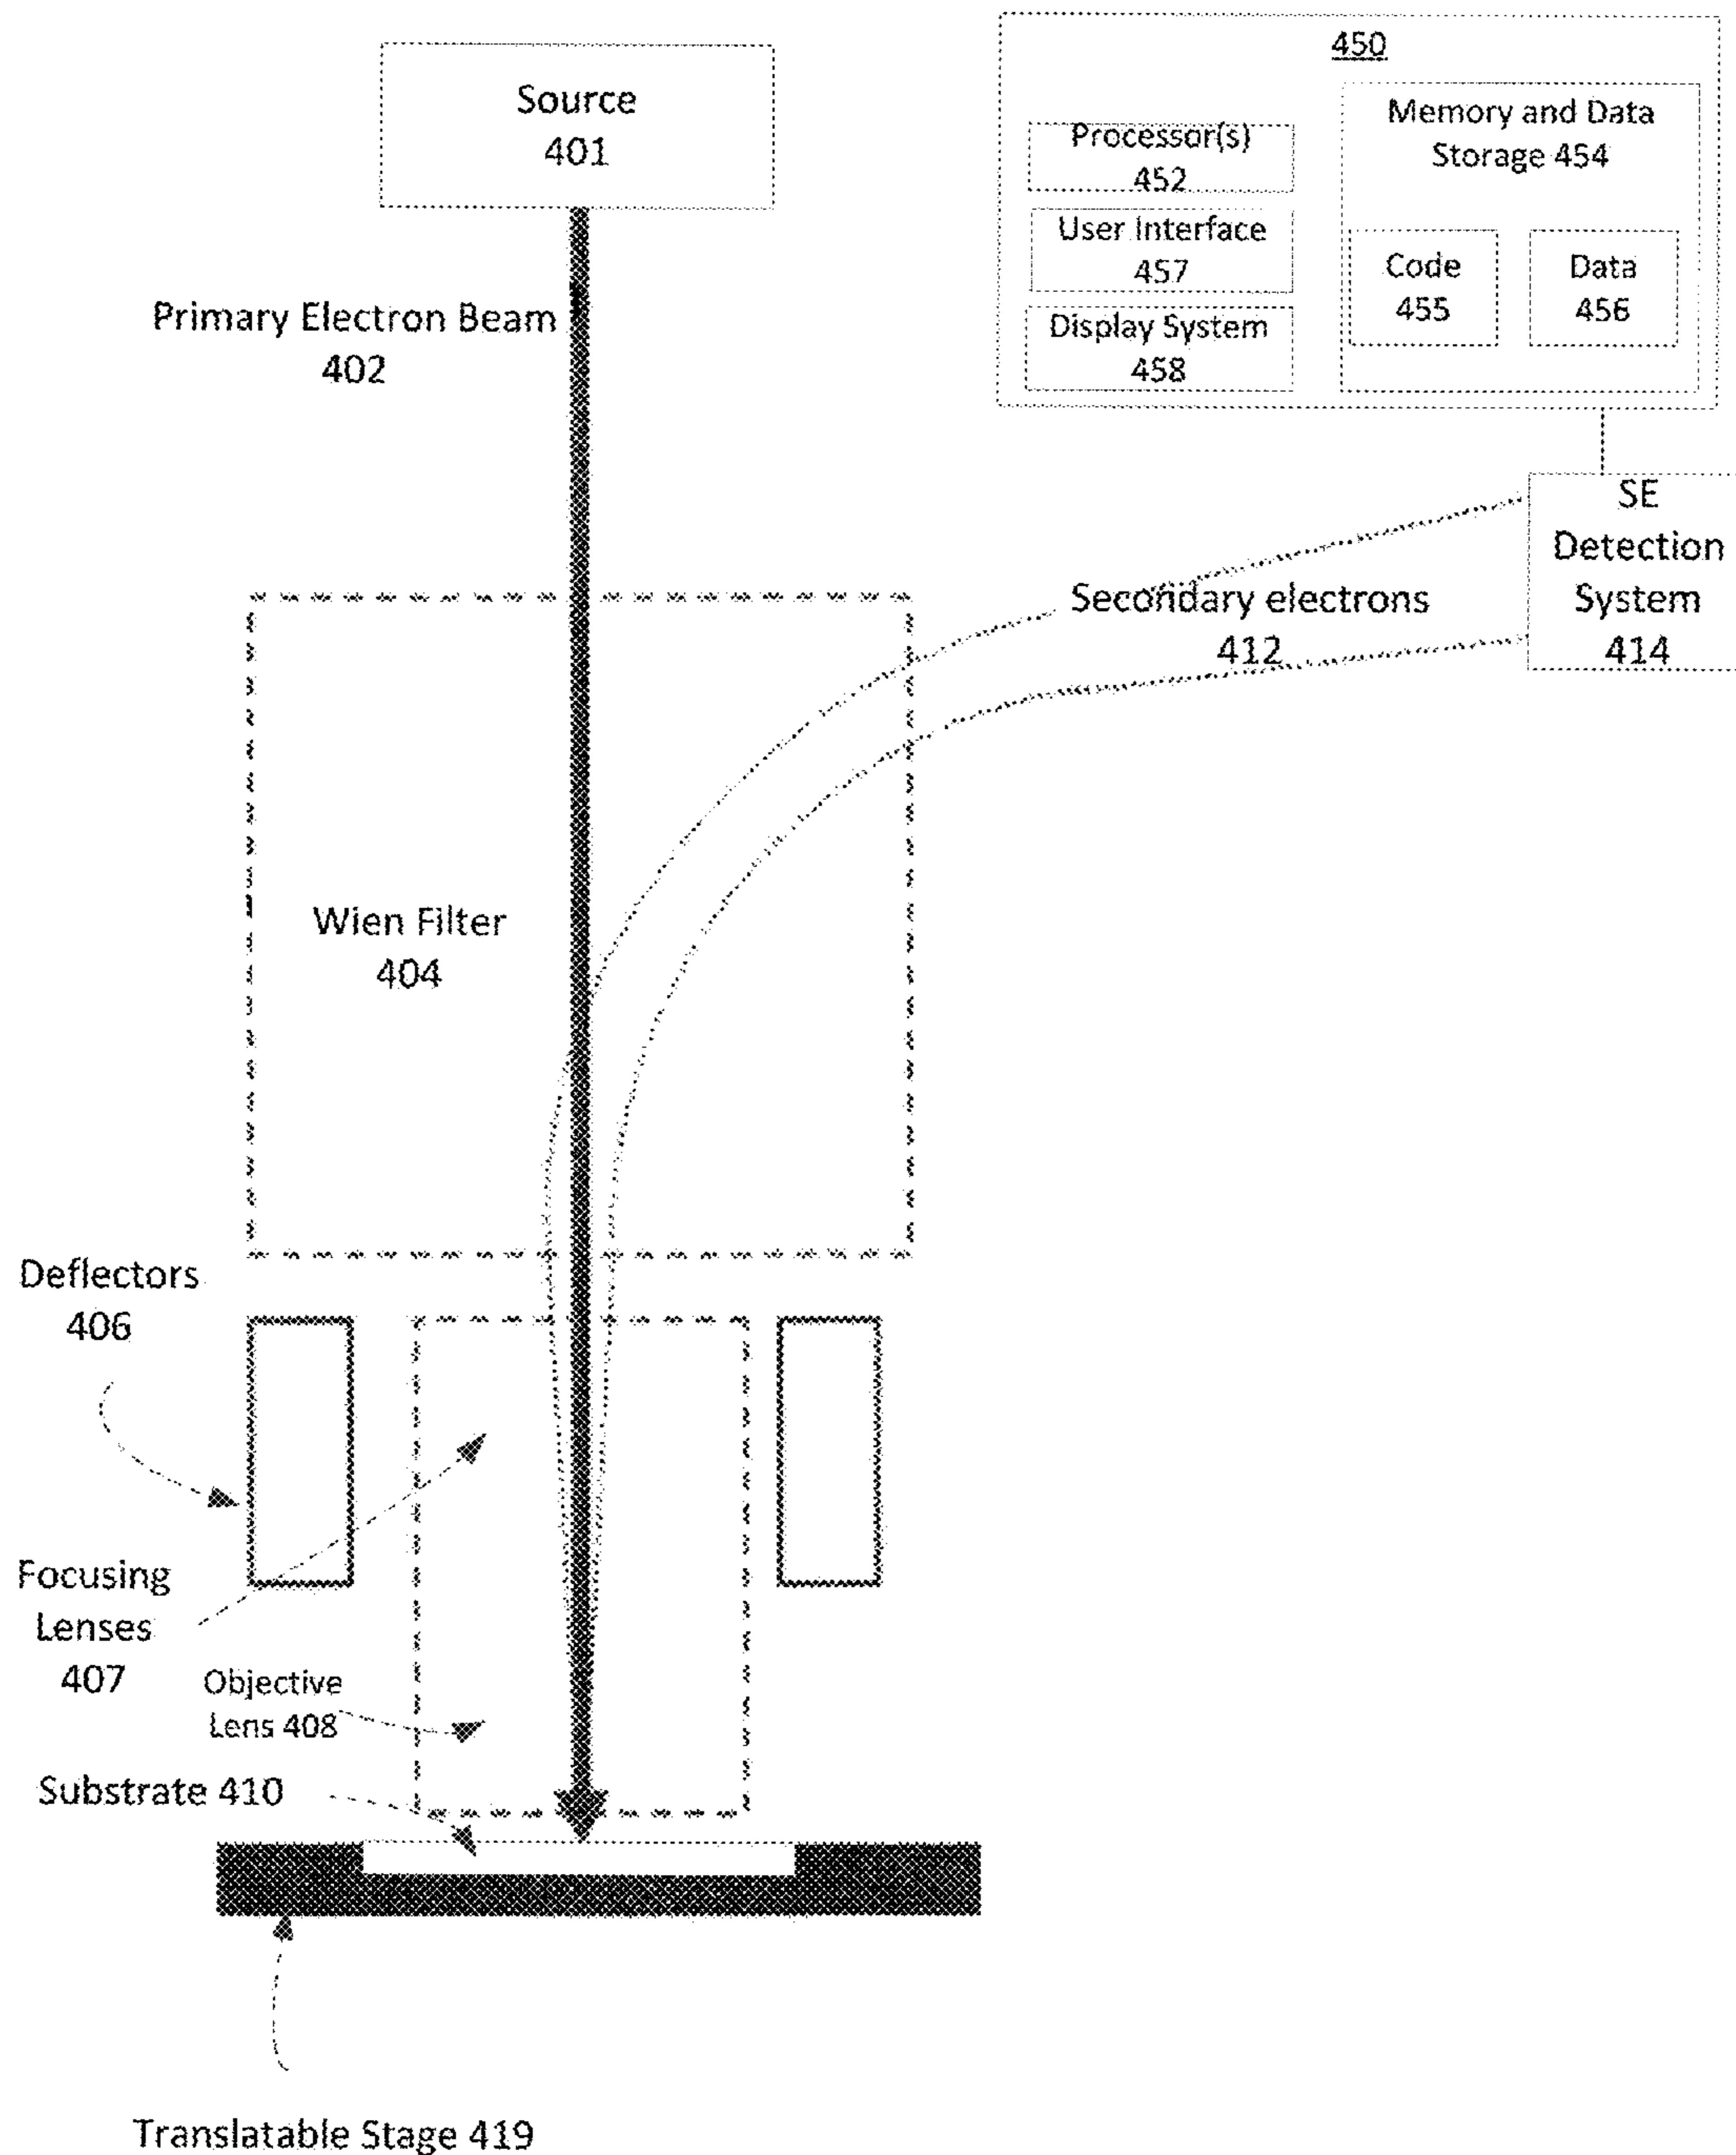 Source
401
450
Processor(s)
452
User Interface
457
Display System
458
Memory and Data
Storage 454
Code
455
Data
456
Primary Electron Beam
402
SE
Detection
System
414
Secondary electrons
412
Wien Filter
404
Deflectors
406
Focusing
Lenses
407
Objective
Lens 408
Substrate 410
Translatable Stage 419